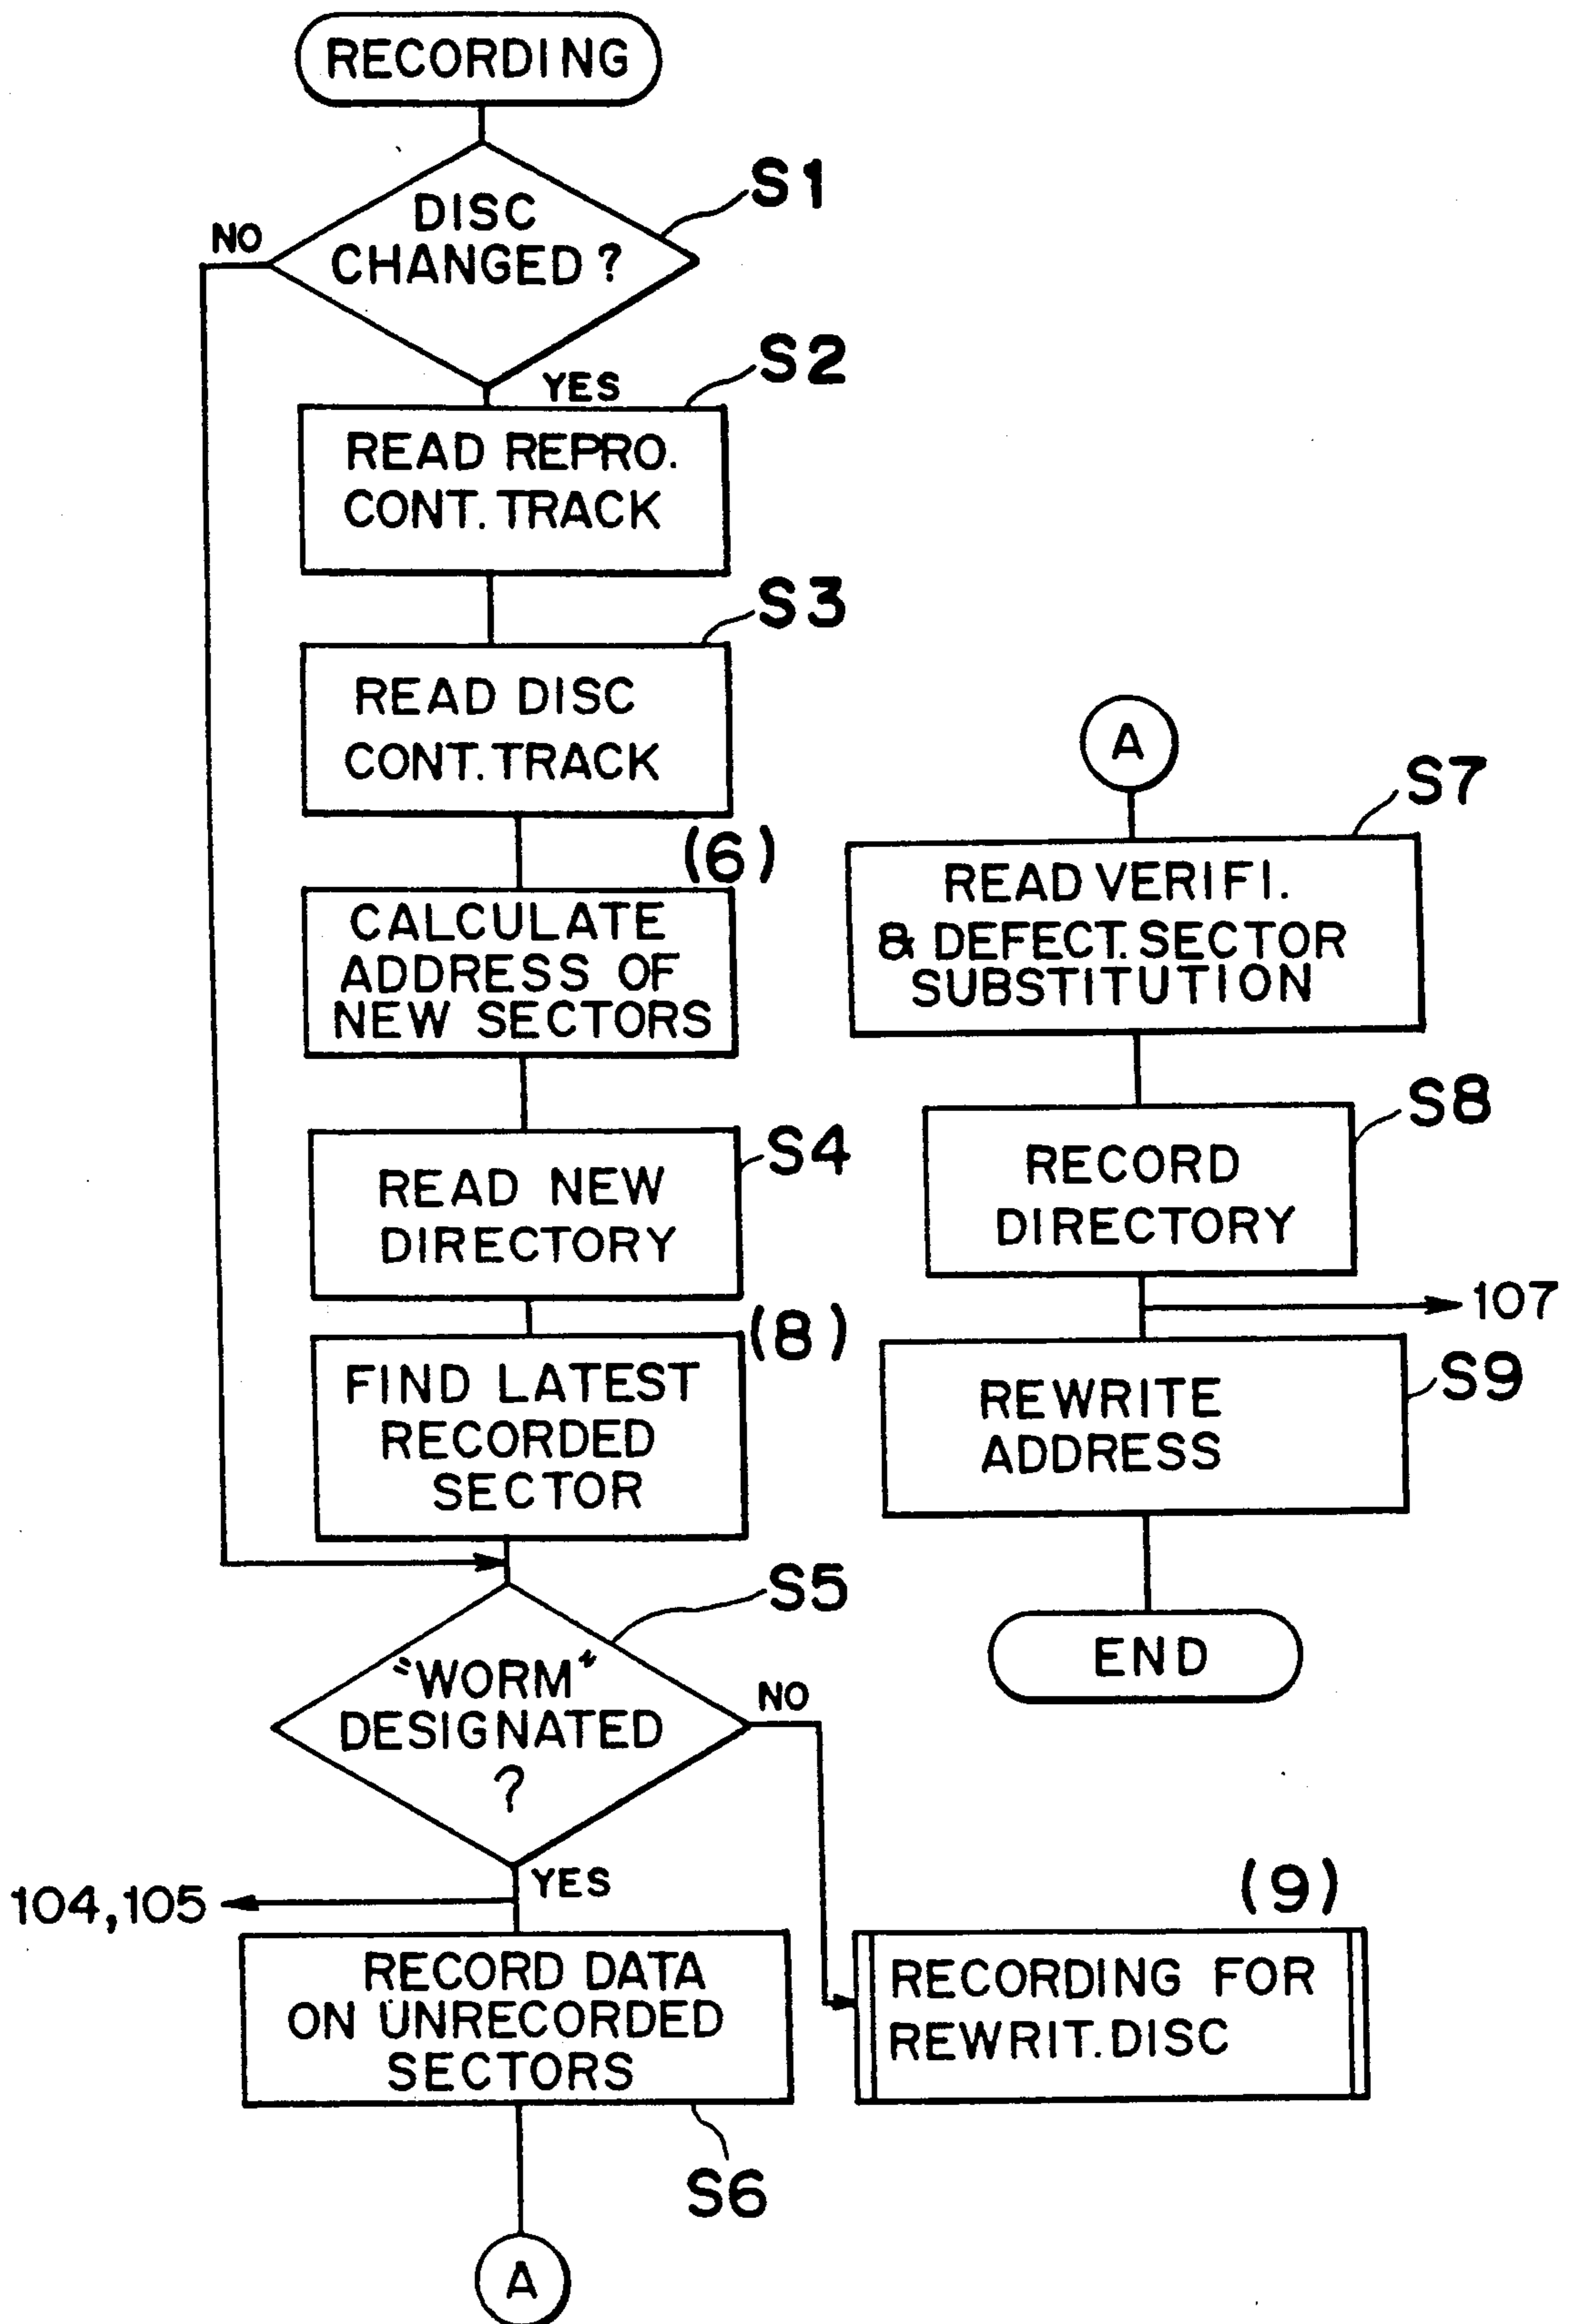 RECORDING
DISC
CHANGED ?
S1
NO
YES
S2
READ REPRO.
CONT. TRACK
S3
READ DISC
CONT. TRACK
(6)
CALCULATE
ADDRESS OF
NEW SECTORS
S4
READ NEW
DIRECTORY
(8)
FIND LATEST
RECORDED
SECTOR
S5
"WORM"
DESIGNATED
?
NO
YES
104,105
RECORD DATA
ON UNRECORDED
SECTORS
S6
A
(9)
RECORDING FOR
REWRIT. DISC
A
S7
READ VERIFI.
& DEFECT. SECTOR
SUBSTITUTION
S8
RECORD
DIRECTORY
107
S9
REWRITE
ADDRESS
END